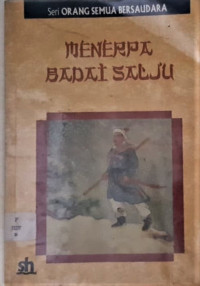 Seri ORANG SEMUA BERSAUDARA
MENERPA
BADAI SALJU
sh